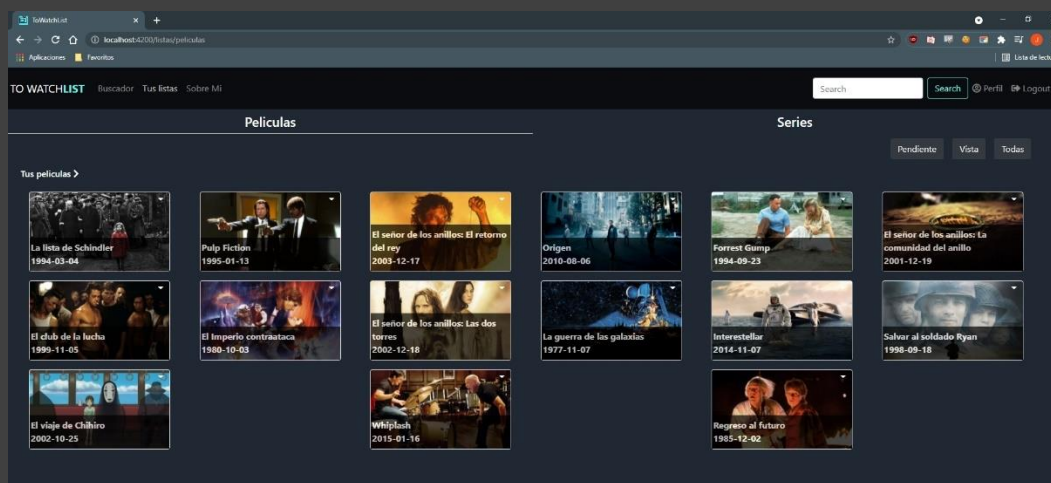 ToWatchList
localhost:4200/listas/peliculas
Aplicaciones Favoritos
Lista de lectu
TO WATCHLIST Buscador Tus listas Sobre Mi Search Search Perfil Logout
Peliculas Series
Pendiente Vista Todas
Tus peliculas
La lista de Schindler
1994-03-04
Pulp Fiction
1995-01-13
El señor de los anillos: El retorno
del rey
2003-12-17
Origen
2010-08-06
Forrest Gump
1994-09-23
El señor de los anillos: La
comunidad del anillo
2001-12-19
El club de la lucha
1999-11-05
El Imperio contraataca
1980-10-03
El señor de los anillos: Las dos
torres
2002-12-18
La guerra de las galaxias
1977-11-07
Interestellar
2014-11-07
Salvar al soldado Ryan
1998-09-18
El viaje de Chihiro
2002-10-25
Whiplash
2015-01-16
Regreso al futuro
1985-12-02